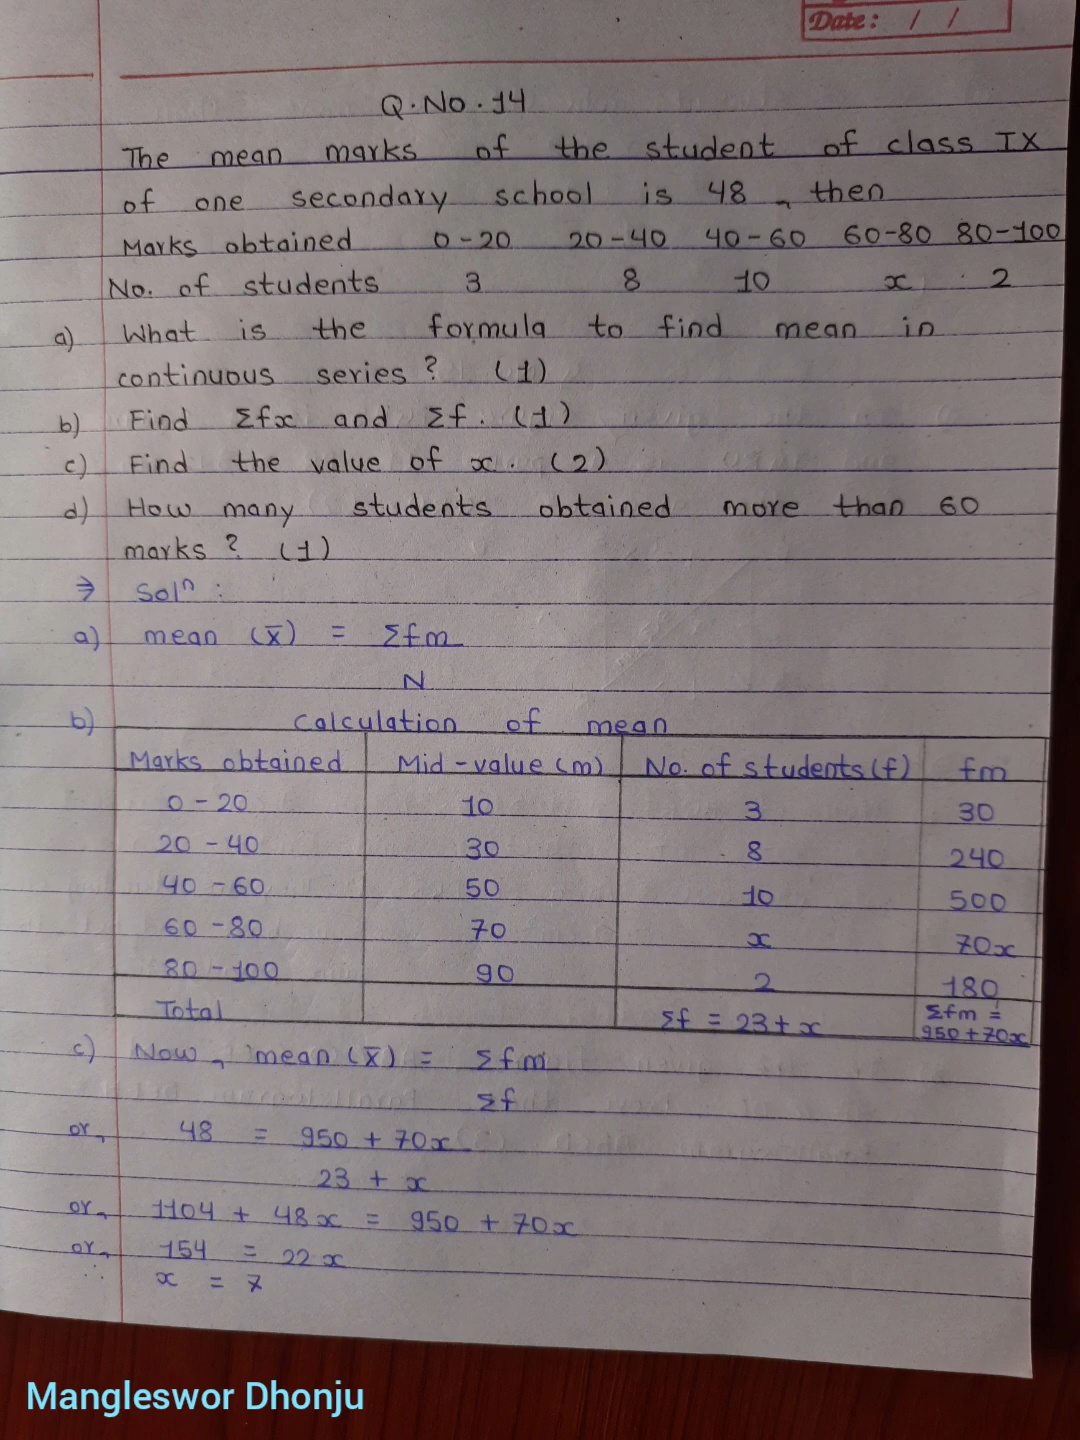 Date: / /
Q.No.14
The mean marks of the student of class IX
of one secondary school is 48, then
Marks obtained 0-20 20-40 40-60 60-80 80-100
No. of students 3 8 10 x 2
a) What is the formula to find mean in
continuous series? (1)
b) Find Σfx and Σf. (1)
c) Find the value of x. (2)
d) How many students obtained more than 60
marks? (1)
⇒ Solⁿ :
a) mean (x̄) = Σfm
N
b) Calculation of mean
Marks obtained Mid-value (m) No. of students (f) fm
0-20 10 3 30
20-40 30 8 240
40-60 50 10 500
60-80 70 x 70x
80-100 90 2 180
Total Σf = 23+x Σfm =
950+70x
c) Now, mean (x̄) = Σfm
Σf
or, 48 = 950 + 70x
23 + x
or, 1104 + 48x = 950 + 70x
or, 154 = 22x
∴ x = 7
Mangleswor Dhonju